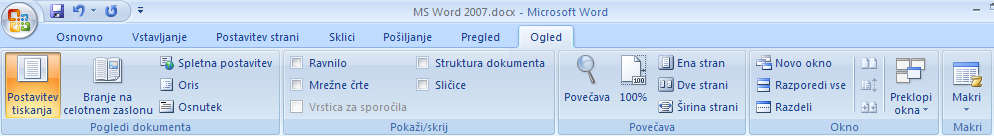 MS Word 2007.docx - Microsoft Word
Osnovno Vstavljanje Postavitev strani Sklici Pošiljanje Pregled Ogled
Postavitev tiskanja
Branje na celotnem zaslonu
Spletna postavitev
Oris
Osnutek
Pogledi dokumenta
Ravnilo
Mrežne črte
Vrstica za sporočila
Struktura dokumenta
Sličice
Pokaži/skrij
Povečava
100
100%
Ena stran
Dve strani
Širina strani
Povečava
Novo okno
Razporedi vse
Razdeli
Preklopi okna
Okno
Makri
Makri